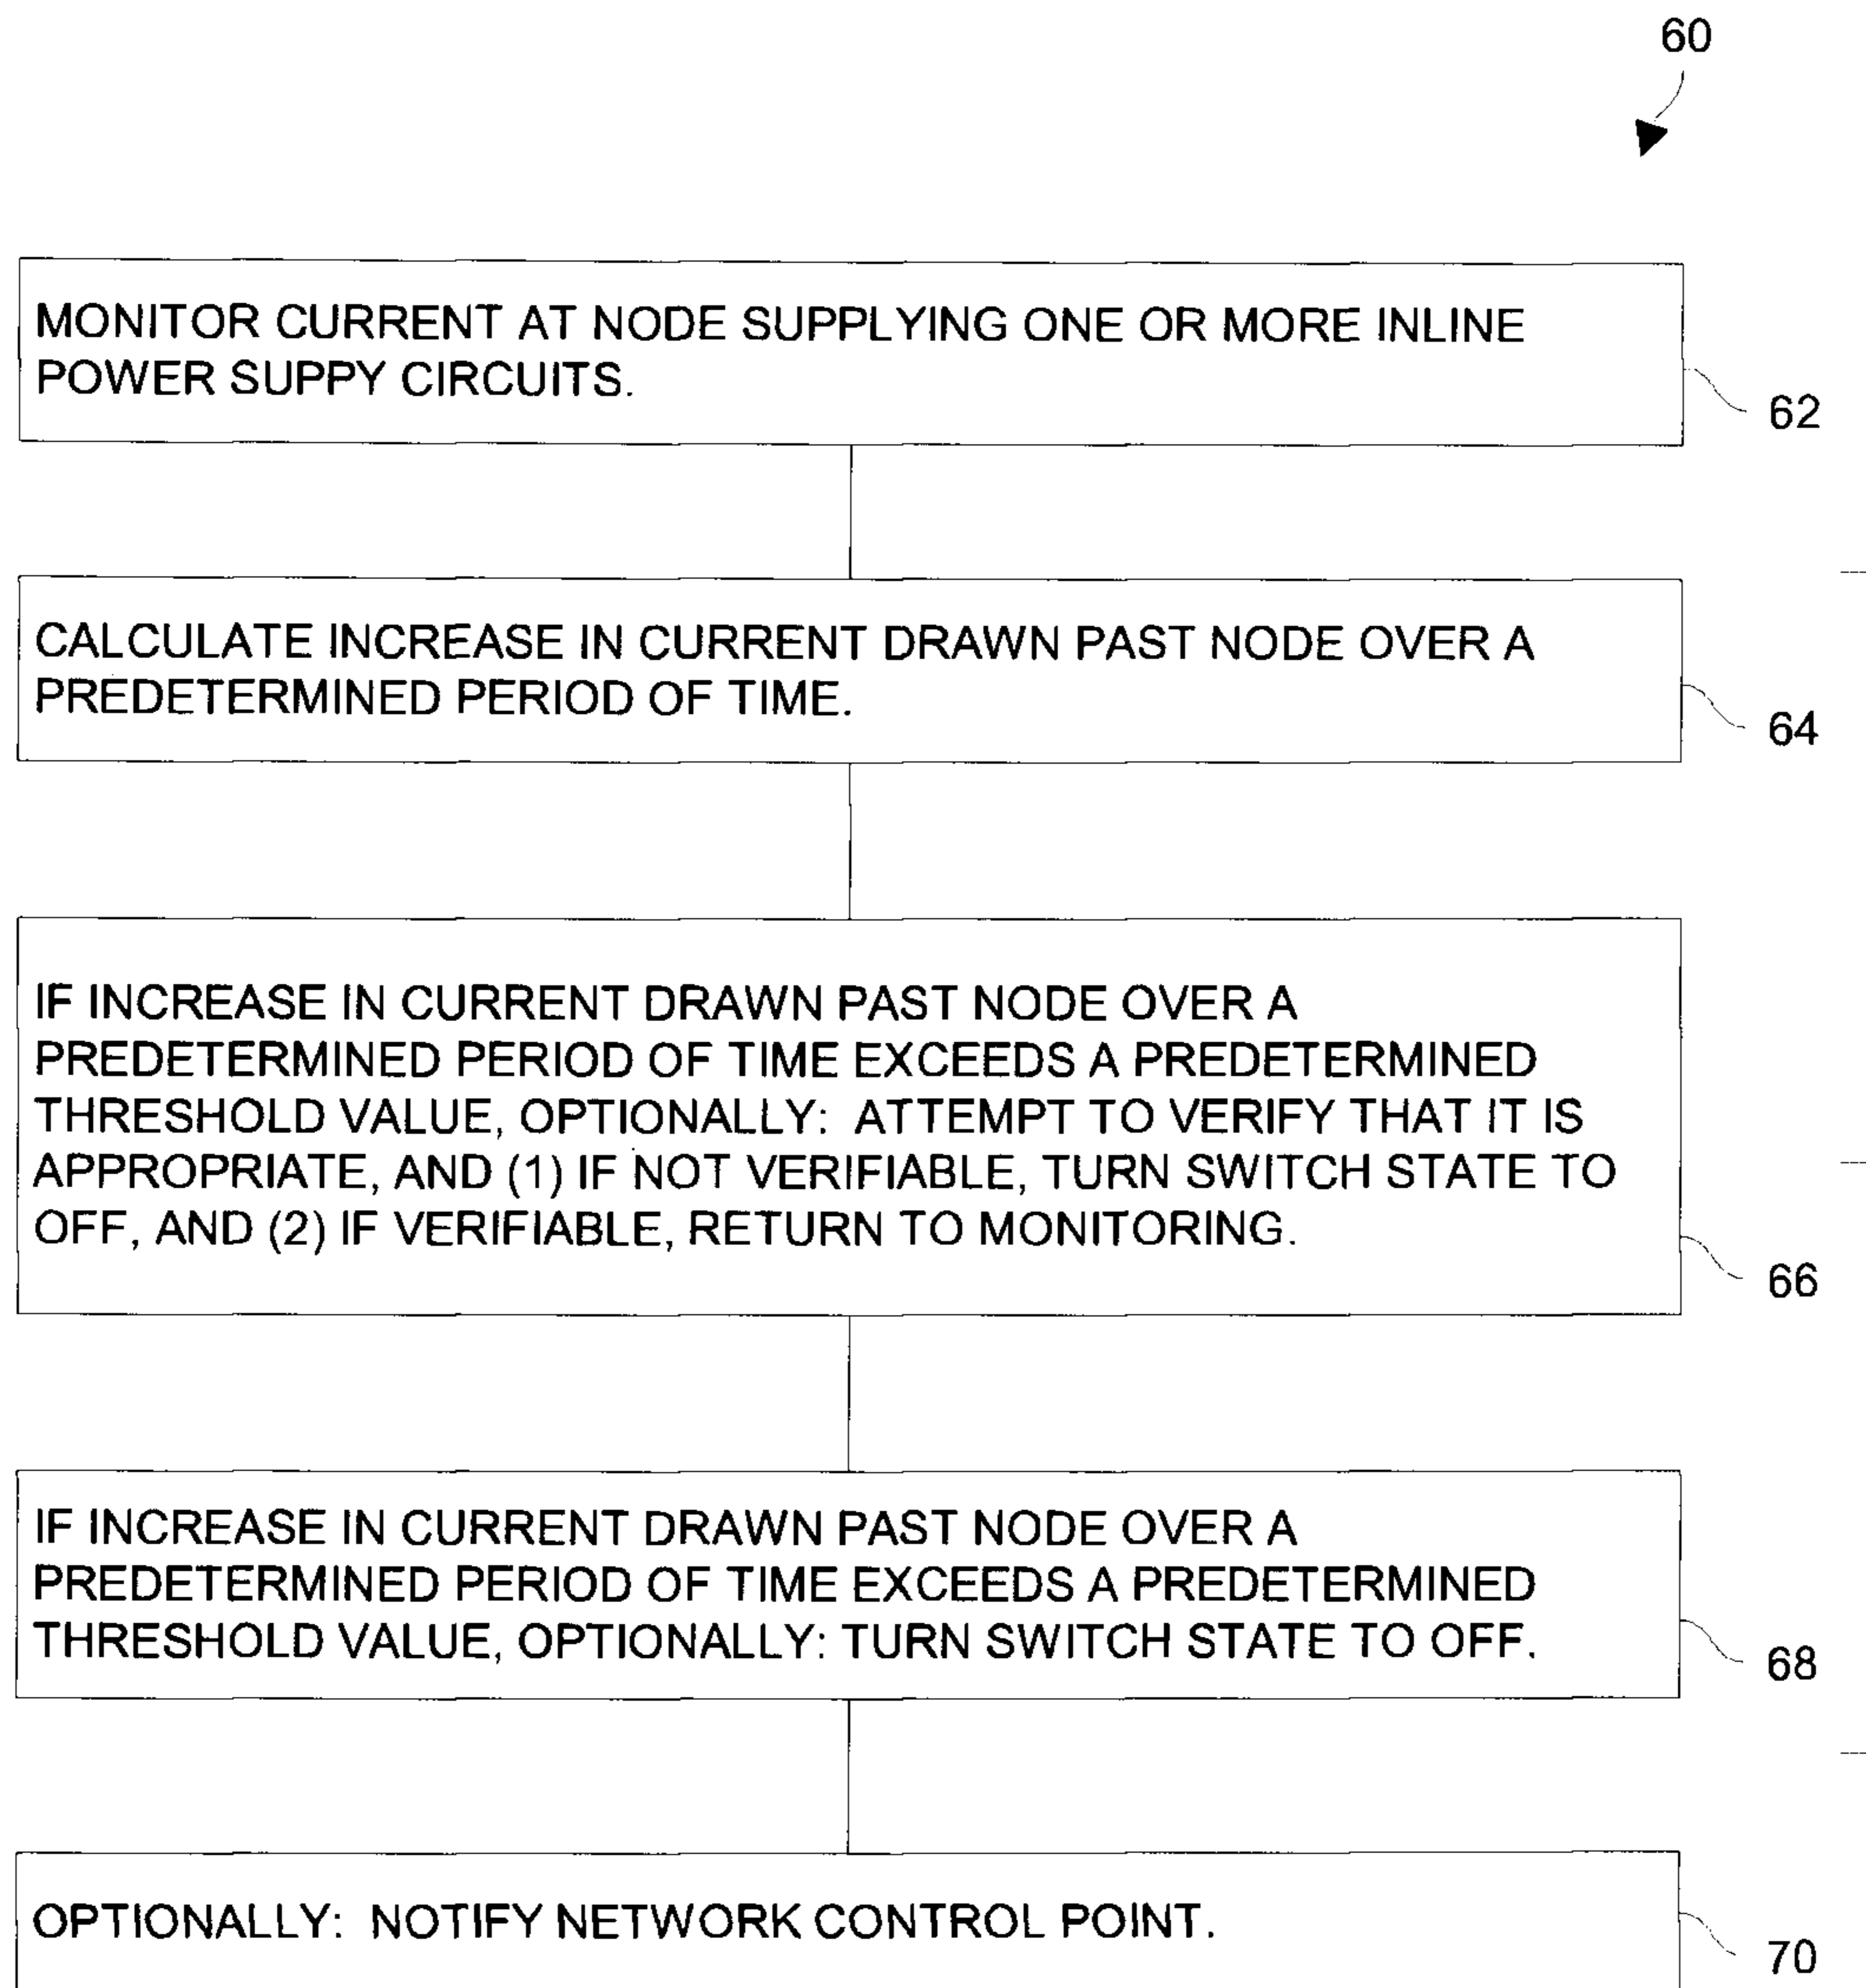 60
MONITOR CURRENT AT NODE SUPPLYING ONE OR MORE INLINE
POWER SUPPY CIRCUITS.
62
CALCULATE INCREASE IN CURRENT DRAWN PAST NODE OVER A
PREDETERMINED PERIOD OF TIME.
64
IF INCREASE IN CURRENT DRAWN PAST NODE OVER A
PREDETERMINED PERIOD OF TIME EXCEEDS A PREDETERMINED
THRESHOLD VALUE, OPTIONALLY: ATTEMPT TO VERIFY THAT IT IS
APPROPRIATE, AND (1) IF NOT VERIFIABLE, TURN SWITCH STATE TO
OFF, AND (2) IF VERIFIABLE, RETURN TO MONITORING.
66
IF INCREASE IN CURRENT DRAWN PAST NODE OVER A
PREDETERMINED PERIOD OF TIME EXCEEDS A PREDETERMINED
THRESHOLD VALUE, OPTIONALLY: TURN SWITCH STATE TO OFF.
68
OPTIONALLY: NOTIFY NETWORK CONTROL POINT.
70